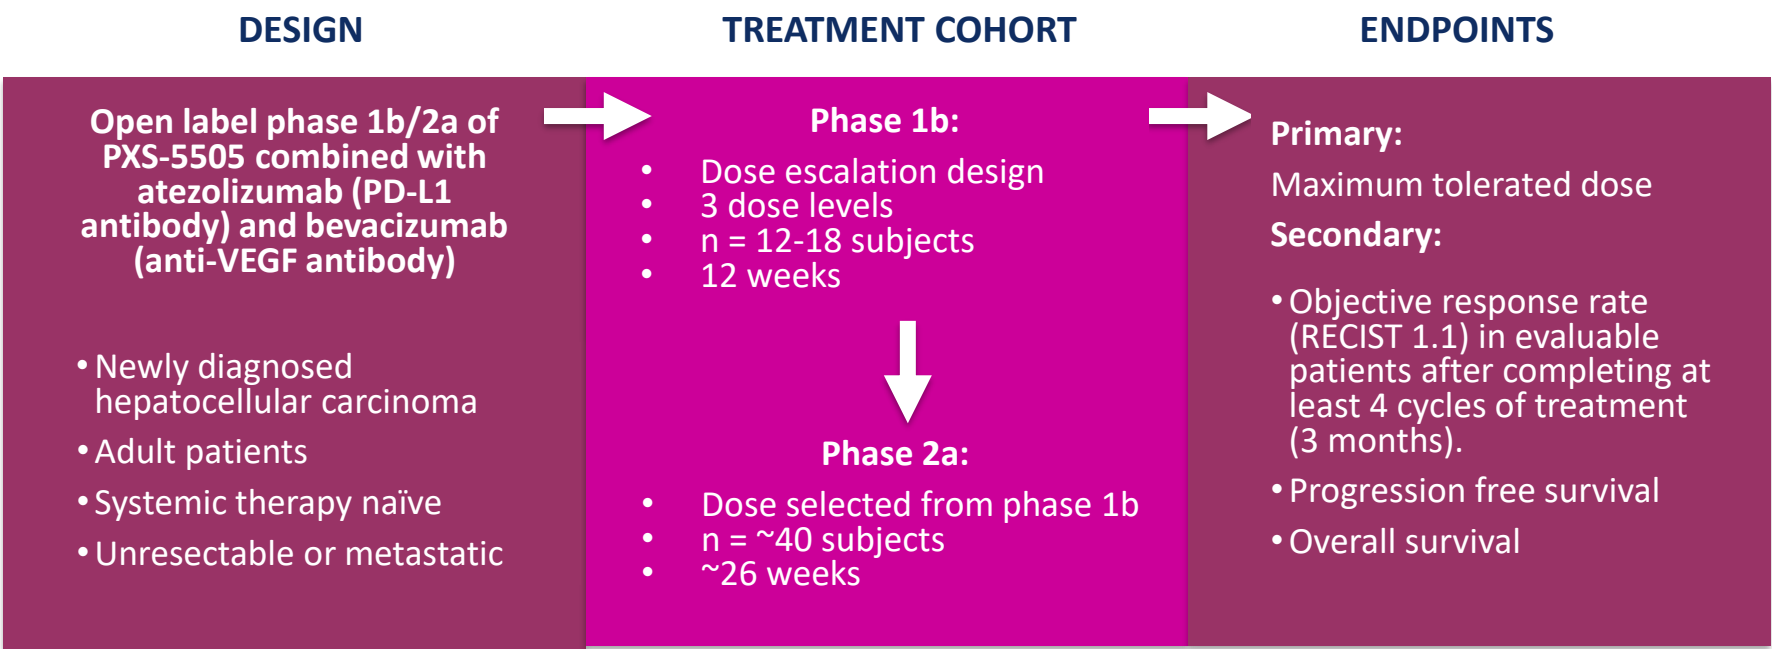 DESIGN
Open label phase 1b/2a of
PXS-5505 combined with
atezolizumab (PD-L1
antibody) and bevacizumab
(anti-VEGF antibody)
• Newly diagnosed
hepatocellular carcinoma
• Adult patients
• Systemic therapy naïve
• Unresectable or metastatic
TREATMENT COHORT
Phase 1b:
• Dose escalation design
• 3 dose levels
• n = 12-18 subjects
• 12 weeks
Phase 2a:
• Dose selected from phase 1b
• n = ~40 subjects
• ~26 weeks
ENDPOINTS
Primary:
Maximum tolerated dose
Secondary:
• Objective response rate
(RECIST 1.1) in evaluable
patients after completing at
least 4 cycles of treatment
(3 months).
• Progression free survival
• Overall survival